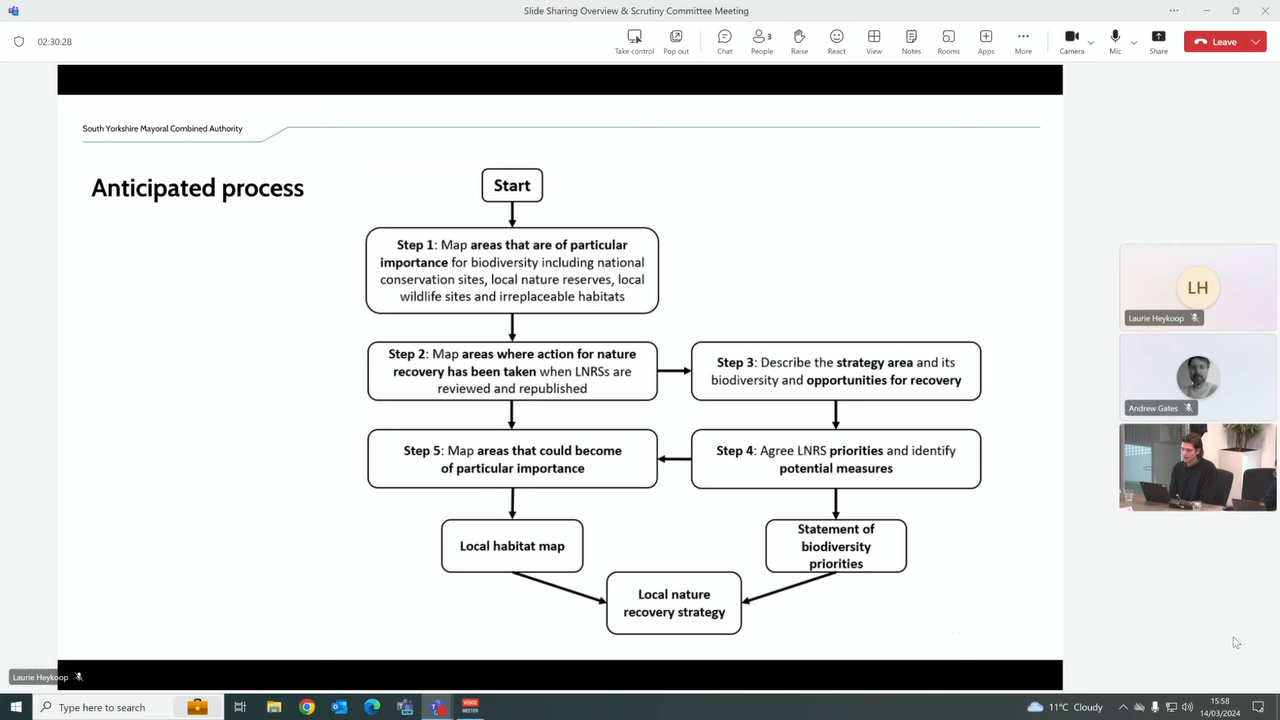 Slide Sharing Overview & Scrutiny Committee Meeting
02:30:28
Take control
Pop out
Chat
3
People
Raise
React
View
Notes
Rooms
Apps
More
Camera
Mic
Share
Leave
South Yorkshire Mayoral Combined Authority
Anticipated process
Start
Step 1: Map areas that are of particular
importance for biodiversity including national
conservation sites, local nature reserves, local
wildlife sites and irreplaceable habitats
Step 2: Map areas where action for nature
recovery has been taken when LNRSs are
reviewed and republished
Step 3: Describe the strategy area and its
biodiversity and opportunities for recovery
Step 5: Map areas that could become
of particular importance
Step 4: Agree LNRS priorities and identify
potential measures
Local habitat map
Statement of
biodiversity
priorities
Local nature
recovery strategy
LH
Laurie Heykoop
Andrew Gates
Laurie Heykoop
Type here to search
VOICE
MEETER
11°C Cloudy
15:58
14/03/2024